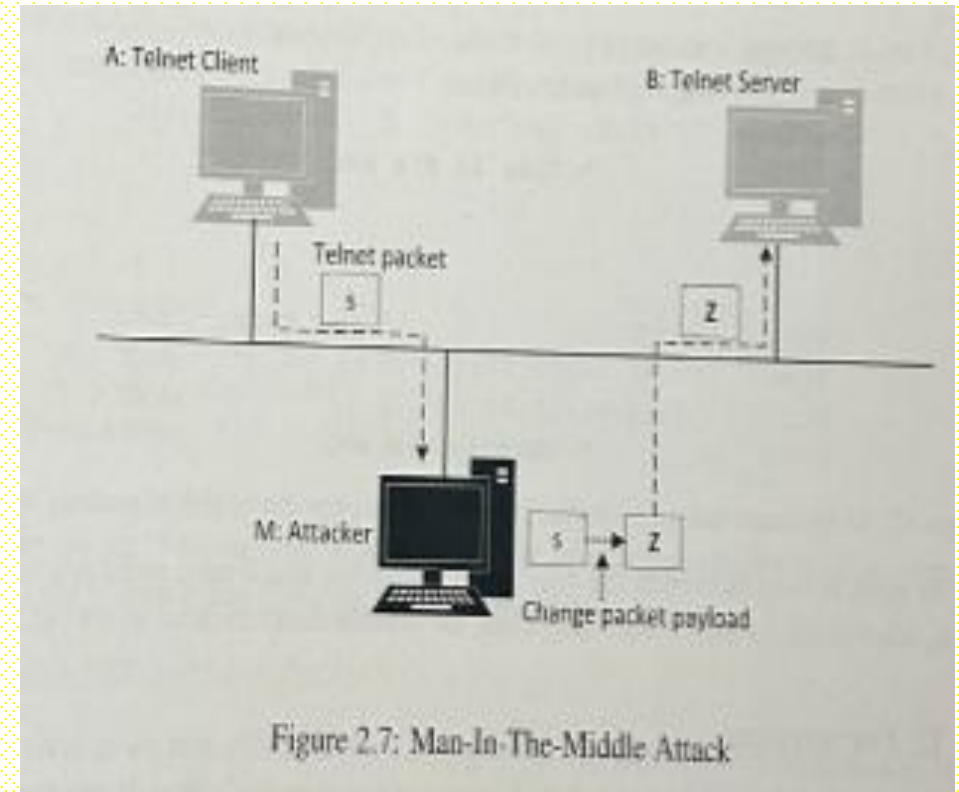 A: Telnet Client
B: Telnet Server
Telnet packet
s
Z
M: Attacker
s
Z
Change packet payload
Figure 2.7: Man-In-The-Middle Attack